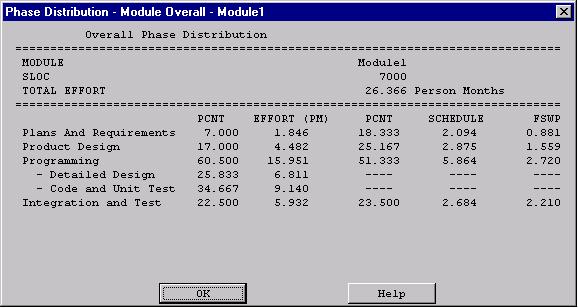 Phase Distribution - Module Overall - Module1
Overall Phase Distribution
================================================================================
MODULE Module1
SLOC 7000
TOTAL EFFORT 26.366 Person Months
================================================================================
PCNT EFFORT (PM) PCNT SCHEDULE FSWP
Plans And Requirements 7.000 1.846 18.333 2.094 0.881
Product Design 17.000 4.482 25.167 2.875 1.559
Programming 60.500 15.951 51.333 5.864 2.720
- Detailed Design 25.833 6.811 ---- ---- ----
- Code and Unit Test 34.667 9.140 ---- ---- ----
Integration and Test 22.500 5.932 23.500 2.684 2.210
OK Help